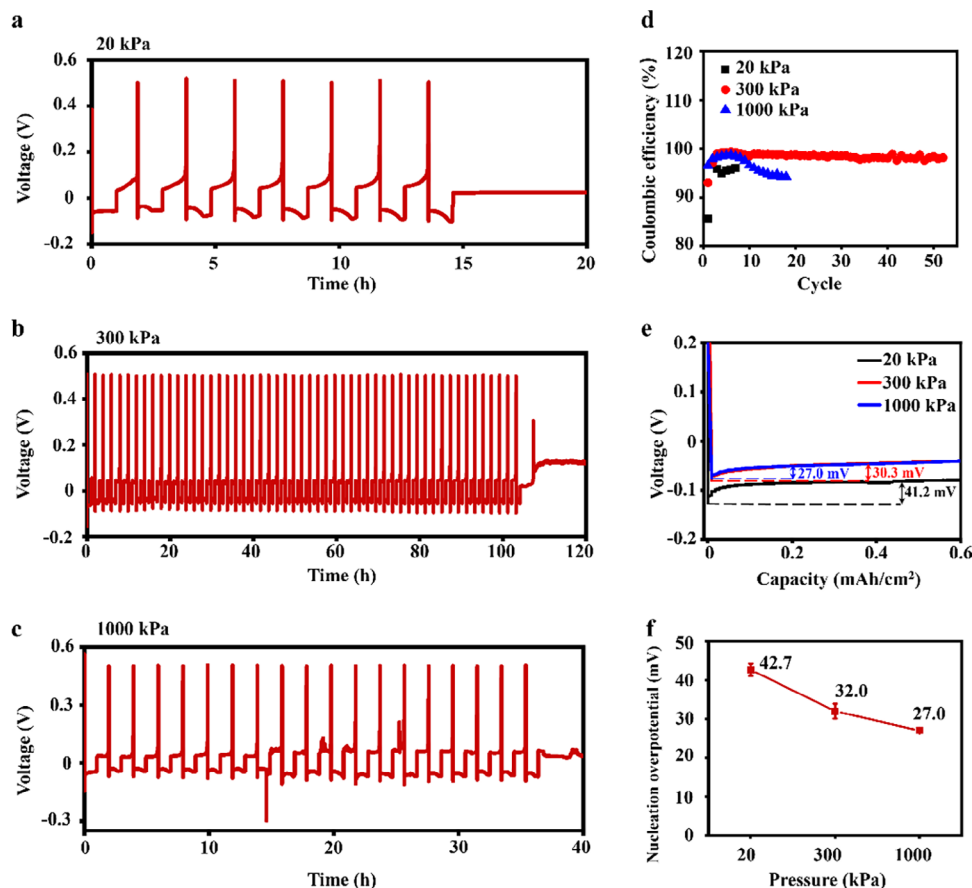 a
20 kPa
0.6
0.4
0.2
0
-0.2
Voltage (V)
0
5
10
15
20
Time (h)
b
300 kPa
0.6
0.4
0.2
0
-0.2
Voltage (V)
0
20
40
60
80
100
120
Time (h)
c
1000 kPa
0.6
0.3
0
-0.3
Voltage (V)
0
10
20
30
40
Time (h)
d
120
110
100
90
80
Coulombic efficiency (%)
20 kPa
300 kPa
1000 kPa
0
10
20
30
40
50
Cycle
e
0.2
0.1
0
-0.1
-0.2
Voltage (V)
20 kPa
300 kPa
1000 kPa
27.0 mV
30.3 mV
41.2 mV
0
0.2
0.4
0.6
Capacity (mAh/cm²)
f
50
40
30
20
10
0
Nucleation overpotential (mV)
42.7
32.0
27.0
20
300
1000
Pressure (kPa)